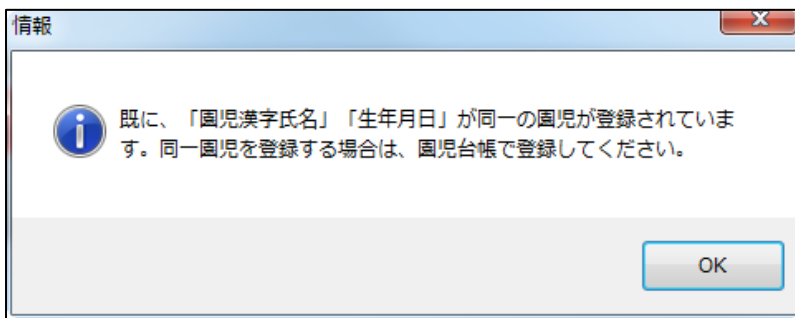 情報
既に、「園児漢字氏名」「生年月日」が同一の園児が登録されていま
す。同一園児を登録する場合は、園児台帳で登録してください。
OK